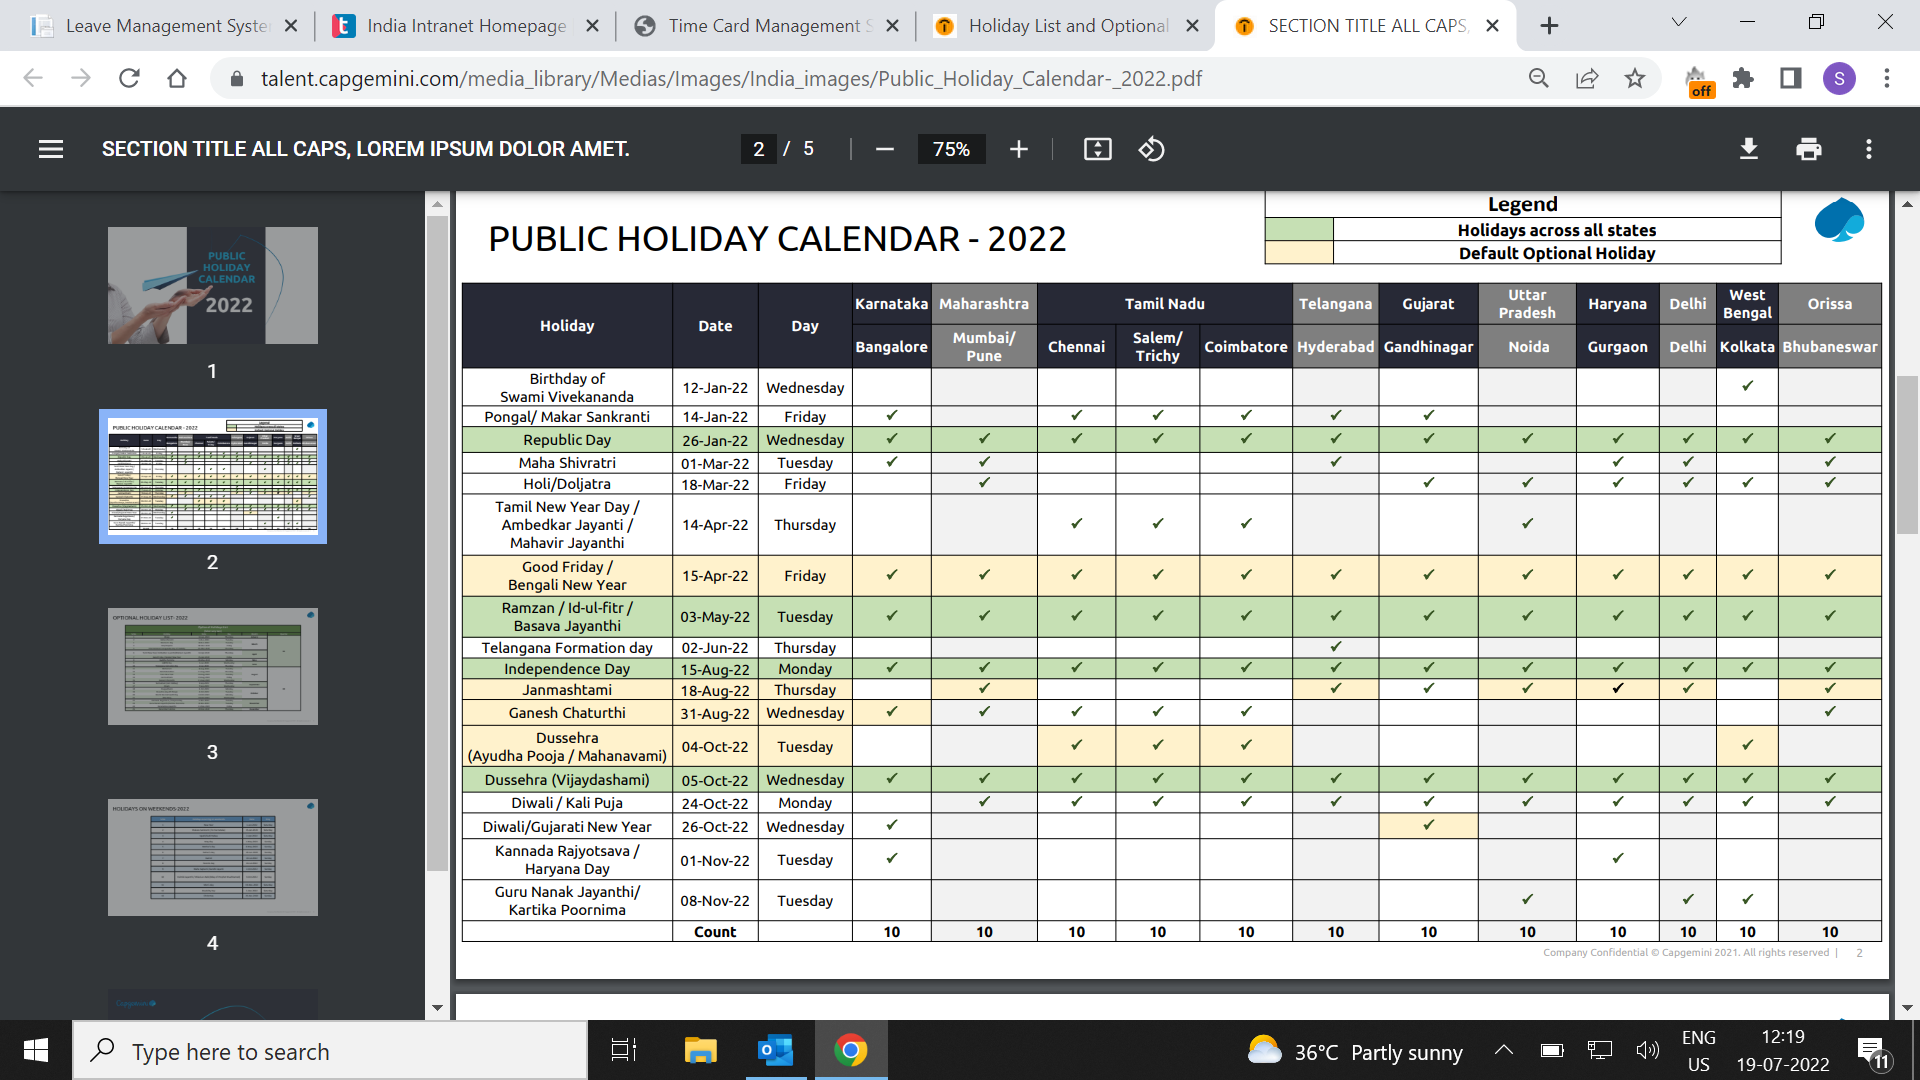 Leave Management Syste
India Intranet Homepage
Time Card Management S
Holiday List and Optional
SECTION TITLE ALL CAPS,
talent.capgemini.com/media_library/Medias/Images/India_images/Public_Holiday_Calendar-_2022.pdf
off
S
SECTION TITLE ALL CAPS, LOREM IPSUM DOLOR AMET.
2 / 5
75%
PUBLIC
HOLIDAY
CALENDAR
2022
1
PUBLIC HOLIDAY CALENDAR - 2022
2
OPTIONAL HOLIDAY LIST- 2022
3
HOLIDAYS ON WEEKENDS-2022
4
Capgemini
PUBLIC HOLIDAY CALENDAR - 2022
Legend
Holidays across all states
Default Optional Holiday
Holiday Date Day Karnataka Maharashtra Tamil Nadu Telangana Gujarat Uttar Pradesh Haryana Delhi West Bengal Orissa
Bangalore Mumbai/ Pune Chennai Salem/ Trichy Coimbatore Hyderabad Gandhinagar Noida Gurgaon Delhi Kolkata Bhubaneswar
Birthday of
Swami Vivekananda 12-Jan-22 Wednesday ✔
Pongal/ Makar Sankranti 14-Jan-22 Friday ✔ ✔ ✔ ✔ ✔ ✔
Republic Day 26-Jan-22 Wednesday ✔ ✔ ✔ ✔ ✔ ✔ ✔ ✔ ✔ ✔ ✔ ✔
Maha Shivratri 01-Mar-22 Tuesday ✔ ✔ ✔ ✔ ✔ ✔
Holi/Doljatra 18-Mar-22 Friday ✔ ✔ ✔ ✔ ✔ ✔ ✔
Tamil New Year Day /
Ambedkar Jayanti /
Mahavir Jayanthi 14-Apr-22 Thursday ✔ ✔ ✔ ✔
Good Friday /
Bengali New Year 15-Apr-22 Friday ✔ ✔ ✔ ✔ ✔ ✔ ✔ ✔ ✔ ✔ ✔ ✔
Ramzan / Id-ul-fitr /
Basava Jayanthi 03-May-22 Tuesday ✔ ✔ ✔ ✔ ✔ ✔ ✔ ✔ ✔ ✔ ✔ ✔
Telangana Formation day 02-Jun-22 Thursday ✔
Independence Day 15-Aug-22 Monday ✔ ✔ ✔ ✔ ✔ ✔ ✔ ✔ ✔ ✔ ✔ ✔
Janmashtami 18-Aug-22 Thursday ✔ ✔ ✔ ✔ ✔ ✔ ✔
Ganesh Chaturthi 31-Aug-22 Wednesday ✔ ✔ ✔ ✔ ✔ ✔
Dussehra
(Ayudha Pooja / Mahanavami) 04-Oct-22 Tuesday ✔ ✔ ✔ ✔
Dussehra (Vijaydashami) 05-Oct-22 Wednesday ✔ ✔ ✔ ✔ ✔ ✔ ✔ ✔ ✔ ✔ ✔ ✔
Diwali / Kali Puja 24-Oct-22 Monday ✔ ✔ ✔ ✔ ✔ ✔ ✔ ✔ ✔ ✔ ✔
Diwali/Gujarati New Year 26-Oct-22 Wednesday ✔ ✔
Kannada Rajyotsava /
Haryana Day 01-Nov-22 Tuesday ✔ ✔
Guru Nanak Jayanthi/
Kartika Poornima 08-Nov-22 Tuesday ✔ ✔ ✔
Count 10 10 10 10 10 10 10 10 10 10 10 10
Company Confidential © Capgemini 2021. All rights reserved | 2
Type here to search
36°C Partly sunny
ENG
US
12:19
19-07-2022
11